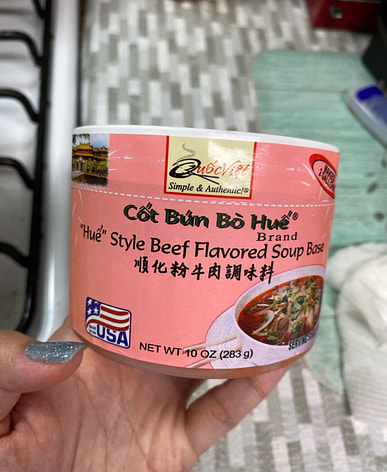 Quốc Việt
Simple & Authentic!®
Cốt Bún Bò Huế®
Brand
"Huế" Style Beef Flavored Soup Base
順化粉牛肉調味料
USA
NET WT 10 OZ (283 g)
SERVING